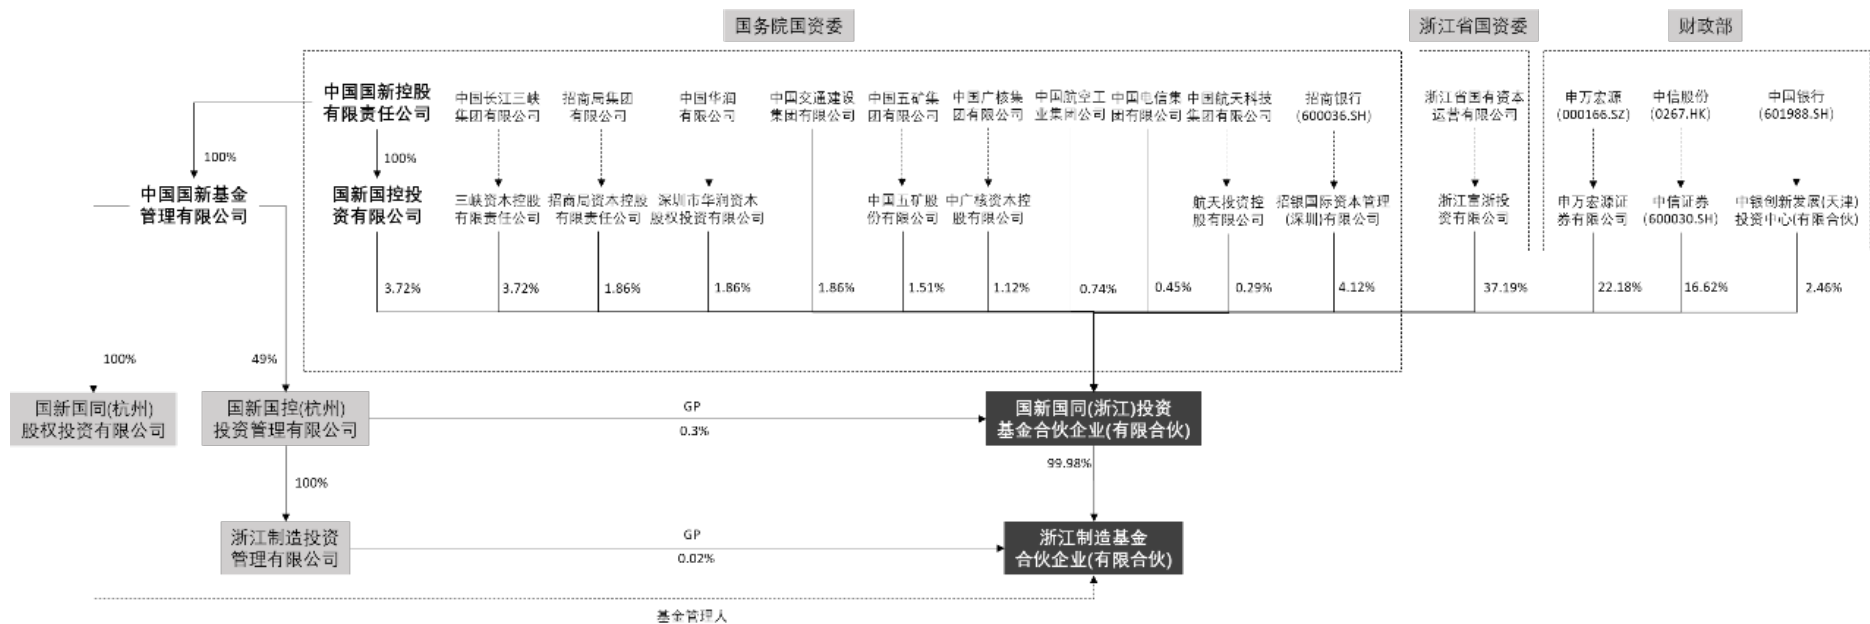 国务院国资委
浙江省国资委
财政部
中国国新控股
有限责任公司
中国长江三峡
集团有限公司
招商局集团
有限公司
中国华润
有限公司
中国交通建设
集团有限公司
中国五矿集
团有限公司
中国广核集
团有限公司
中国航空工
业集团公司
中国电信集
团有限公司
中国航天科技
集团有限公司
招商银行
(600036.SH)
浙江省国有资本
运营有限公司
申万宏源
(000166.SZ)
中信股份
(0267.HK)
中国银行
(601988.SH)
100%
100%
中国国新基金
管理有限公司
国新国控投
资有限公司
三峡资本控股
有限责任公司
招商局资本控股
有限责任公司
深圳市华润资本
股权投资有限公司
中国五矿股
份有限公司
中广核资本控
股有限公司
航天投资控
股有限公司
招银国际资本管理
(深圳)有限公司
浙江富浙投
资有限公司
申万宏源证
券有限公司
中信证券
(600030.SH)
中银创新发展(天津)
投资中心(有限合伙)
3.72%
3.72%
1.86%
1.86%
1.86%
1.51%
1.12%
0.74%
0.45%
0.29%
4.12%
37.19%
22.18%
16.62%
2.46%
100%
49%
国新国同(杭州)
股权投资有限公司
国新国控(杭州)
投资管理有限公司
GP
0.3%
国新国同(浙江)投资
基金合伙企业(有限合伙)
99.98%
100%
浙江制造投资
管理有限公司
GP
0.02%
浙江制造基金
合伙企业(有限合伙)
基金管理人